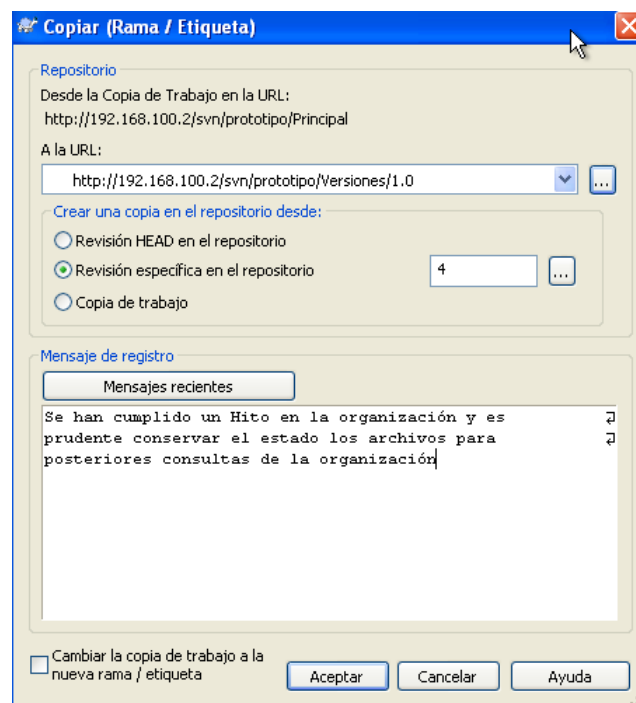 Copiar (Rama / Etiqueta)
Repositorio
Desde la Copia de Trabajo en la URL:
http://192.168.100.2/svn/prototipo/Principal
A la URL:
http://192.168.100.2/svn/prototipo/Versiones/1.0
...
Crear una copia en el repositorio desde:
Revisión HEAD en el repositorio
Revisión específica en el repositorio 4 ...
Copia de trabajo
Mensaje de registro
Mensajes recientes
Se han cumplido un Hito en la organización y es
prudente conservar el estado los archivos para
posteriores consultas de la organización
Cambiar la copia de trabajo a la
nueva rama / etiqueta
Aceptar Cancelar Ayuda